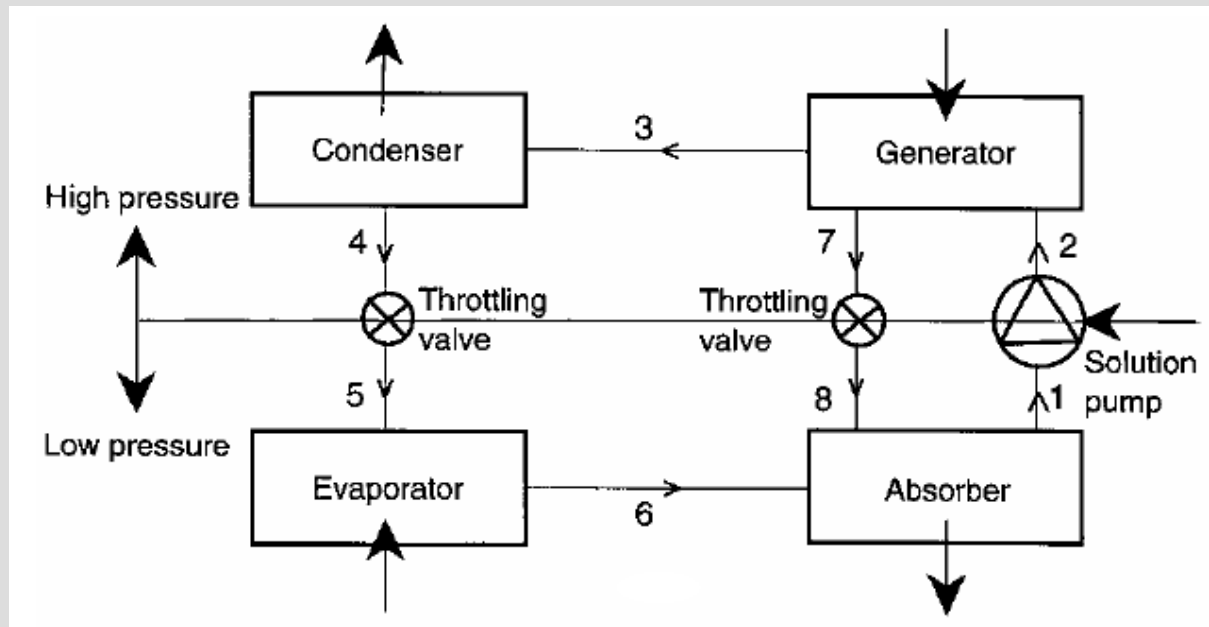 Condenser
3
Generator
High pressure
4
7
2
Throttling
valve
Throttling
valve
Solution
pump
5
8
1
Low pressure
Evaporator
6
Absorber